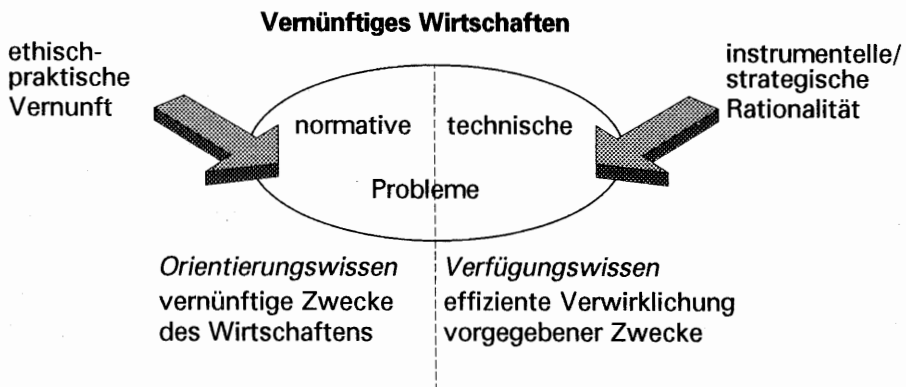 Vernünftiges Wirtschaften
ethisch-
praktische
Vernunft
instrumentelle/
strategische
Rationalität
normative technische
Probleme
Orientierungswissen
vernünftige Zwecke
des Wirtschaftens
Verfügungswissen
effiziente Verwirklichung
vorgegebener Zwecke